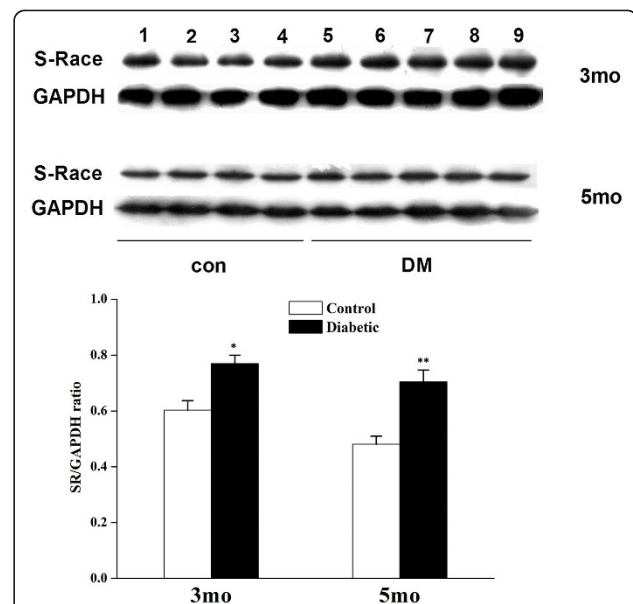 1 2 3 4 5 6 7 8 9
S-Race
3mo
GAPDH
S-Race
5mo
GAPDH
con DM
1.0
Control
Diabetic
0.8
*
**
0.6
0.4
0.2
0.0
SR/GAPDH ratio
3mo 5mo